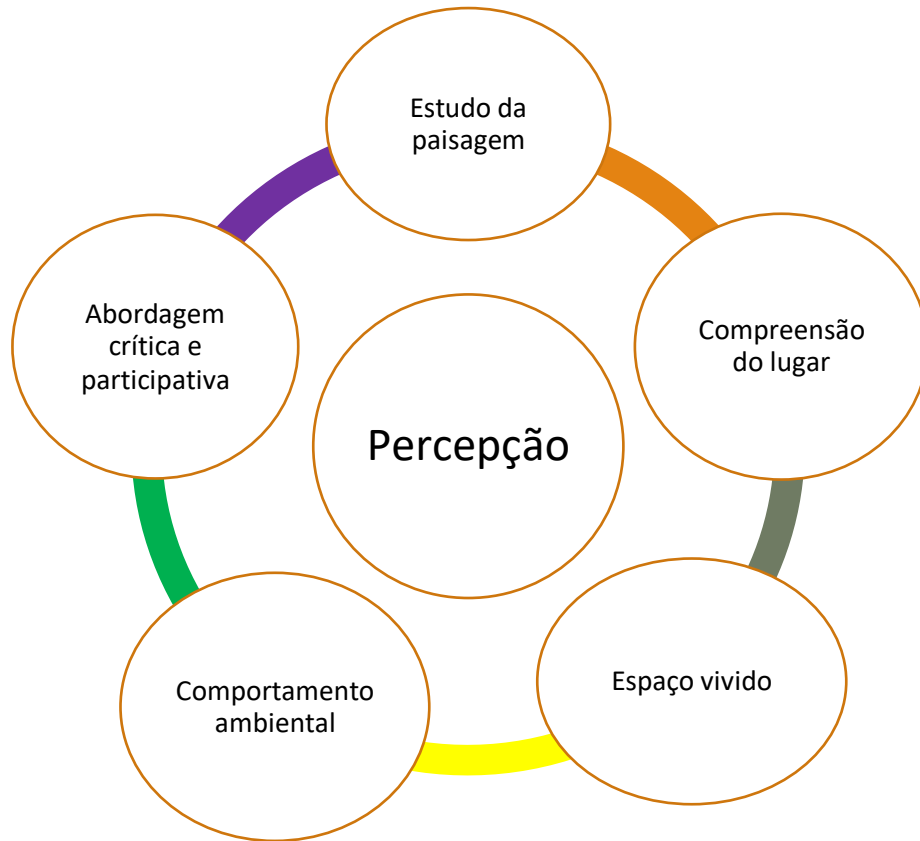 Estudo da
paisagem
Compreensão
do lugar
Espaço vivido
Comportamento
ambiental
Abordagem
crítica e
participativa
Percepção